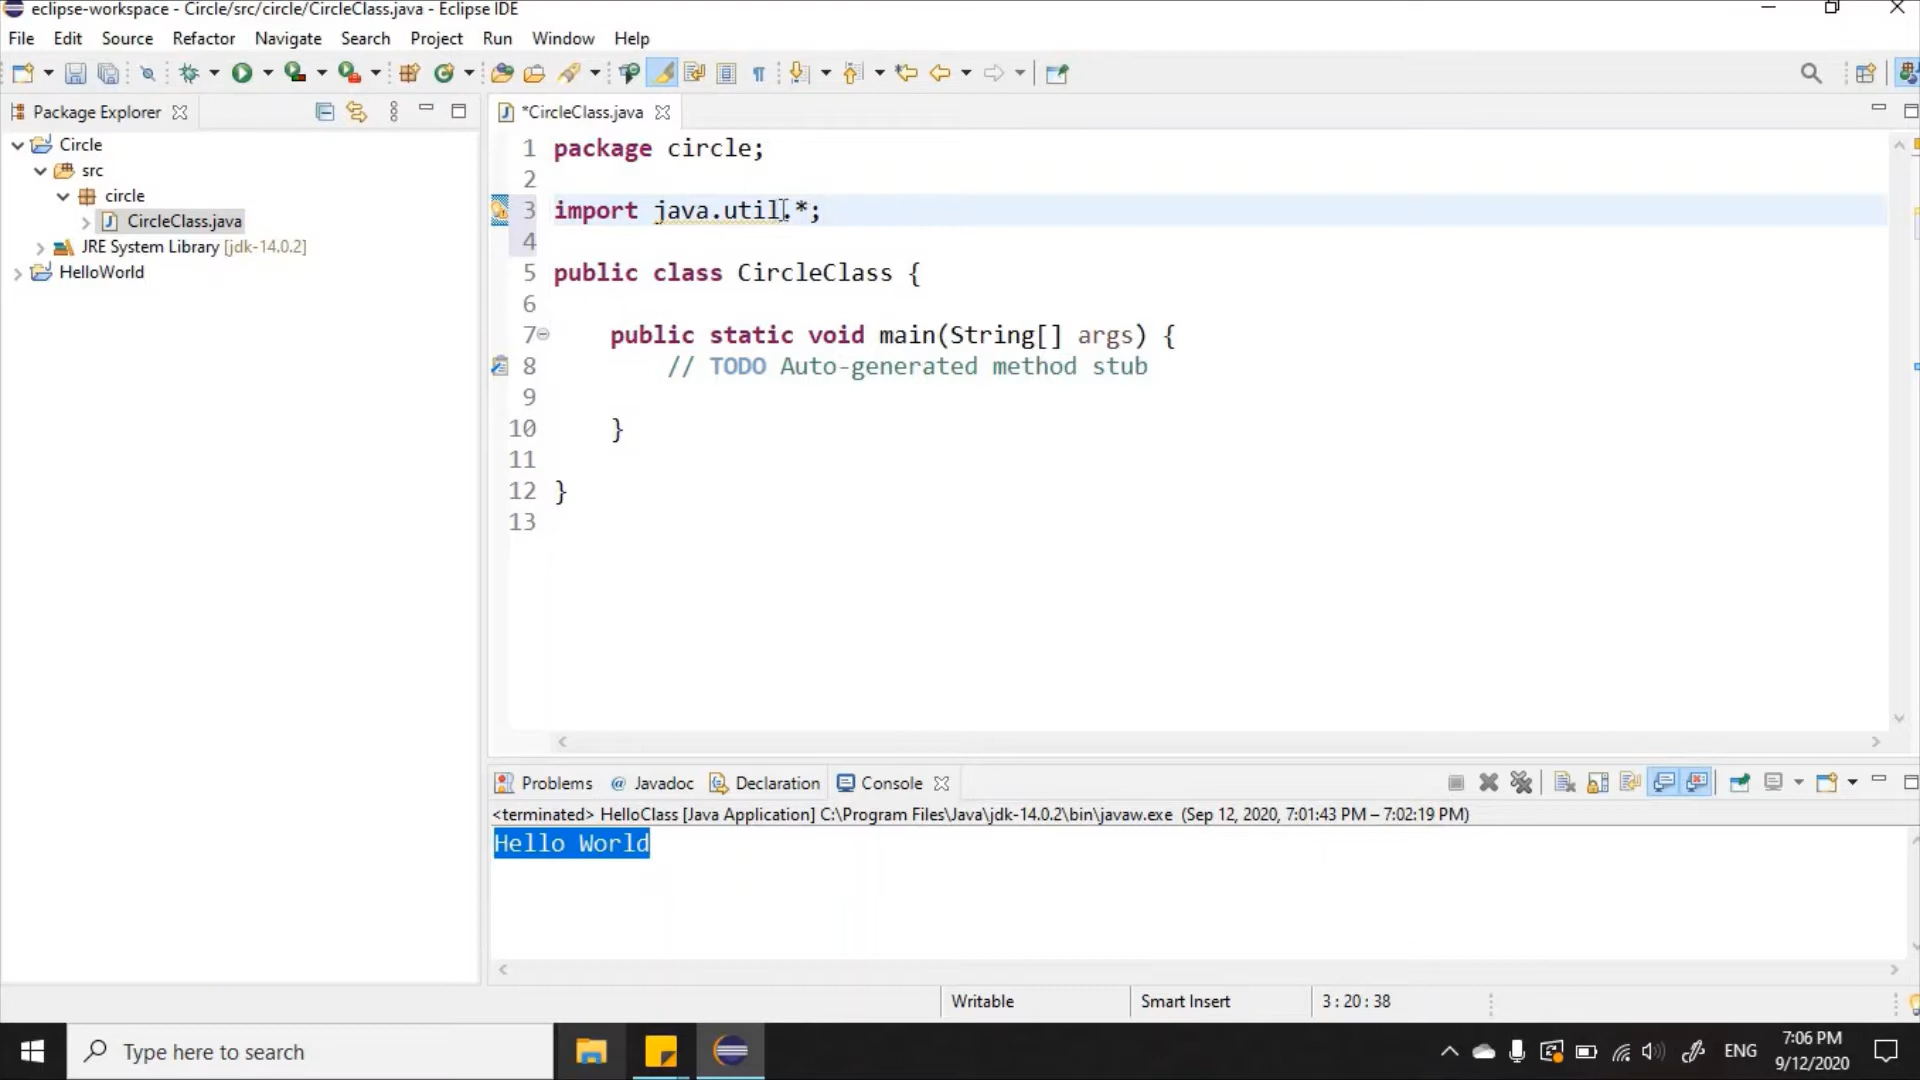 eclipse-workspace - Circle/src/circle/CircleClass.java - Eclipse IDE
File Edit Source Refactor Navigate Search Project Run Window Help
Package Explorer
*CircleClass.java
Circle
src
circle
CircleClass.java
JRE System Library [jdk-14.0.2]
HelloWorld
1 package circle;
2
3 import java.util.*;
4
5 public class CircleClass {
6
7 public static void main(String[] args) {
8 // TODO Auto-generated method stub
9
10 }
11
12 }
13
Problems @ Javadoc Declaration Console
<terminated> HelloClass [Java Application] C:\Program Files\Java\jdk-14.0.2\bin\javaw.exe (Sep 12, 2020, 7:01:43 PM – 7:02:19 PM)
Hello World
Writable Smart Insert 3 : 20 : 38
Type here to search
ENG
7:06 PM
9/12/2020